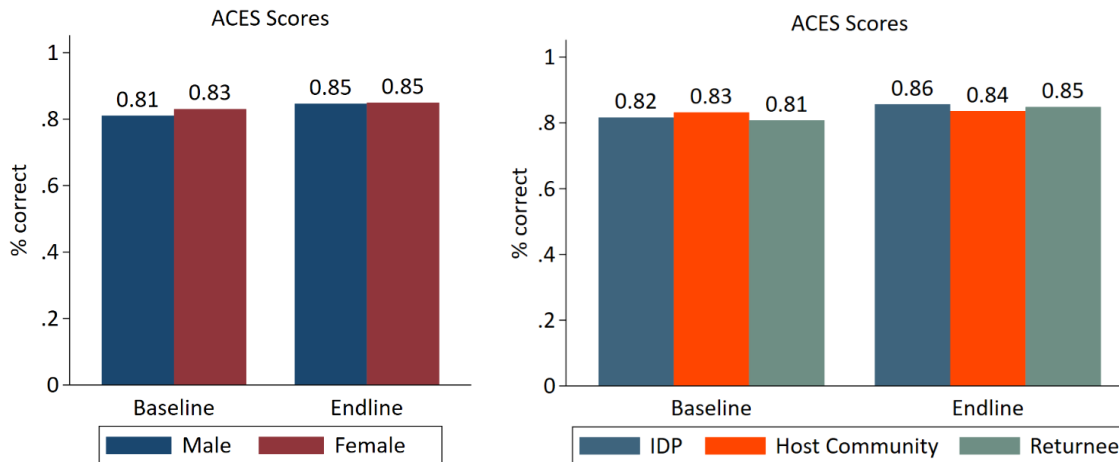 ACES Scores
1
.8
.6
.4
.2
0
% correct
0.81
0.83
0.85
0.85
Baseline
Endline
Male
Female
ACES Scores
1
.8
.6
.4
.2
0
% correct
0.82
0.83
0.81
0.86
0.84
0.85
Baseline
Endline
IDP
Host Community
Returnee